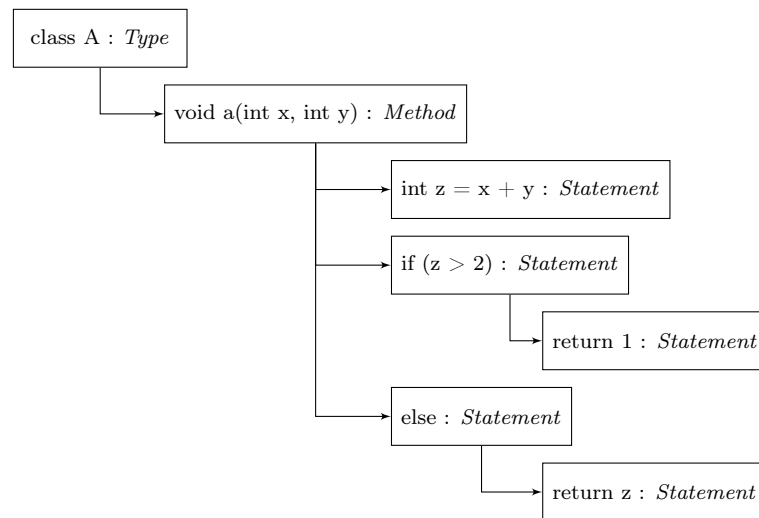 class A : Type
void a(int x, int y) : Method
int z = x + y : Statement
if (z > 2) : Statement
return 1 : Statement
else : Statement
return z : Statement